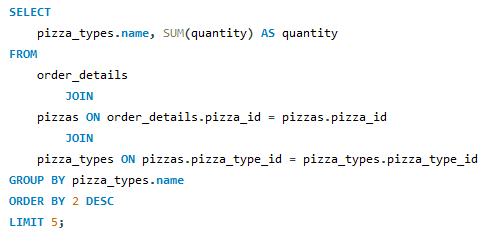 SELECT
    pizza_types.name, SUM(quantity) AS quantity
FROM
    order_details
        JOIN
    pizzas ON order_details.pizza_id = pizzas.pizza_id
        JOIN
    pizza_types ON pizzas.pizza_type_id = pizza_types.pizza_type_id
GROUP BY pizza_types.name
ORDER BY 2 DESC
LIMIT 5;